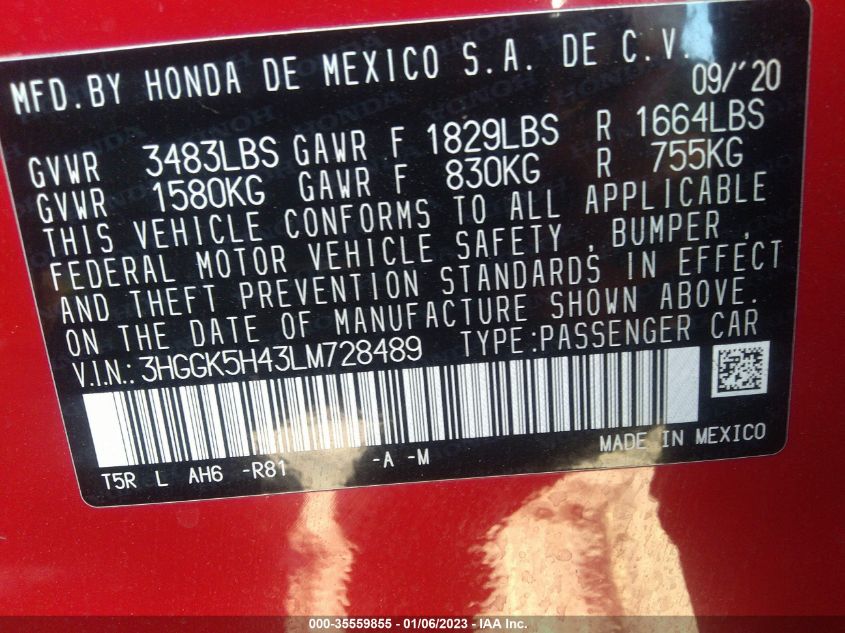 MFD.BY HONDA DE MEXICO S.A. DE C.V.
09/'20
GVWR 3483LBS GAWR F 1829LBS R 1664LBS
GVWR 1580KG GAWR F 830KG R 755KG
THIS VEHICLE CONFORMS TO ALL APPLICABLE
FEDERAL MOTOR VEHICLE SAFETY , BUMPER ,
AND THEFT PREVENTION STANDARDS IN EFFECT
ON THE DATE OF MANUFACTURE SHOWN ABOVE.
V.I.N.: 3HGGK5H43LM728489 TYPE:PASSENGER CAR
MADE IN MEXICO
T5R L AH6 -R81 -A -M
000-35559855 - 01/06/2023 - IAA Inc.